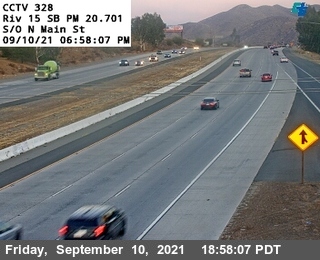 CCTV 328
Riv 15 SB PM 20.701
S/O N Main St
09/10/21 06:58:07 PM
Friday, September 10, 2021 18:58:07 PDT